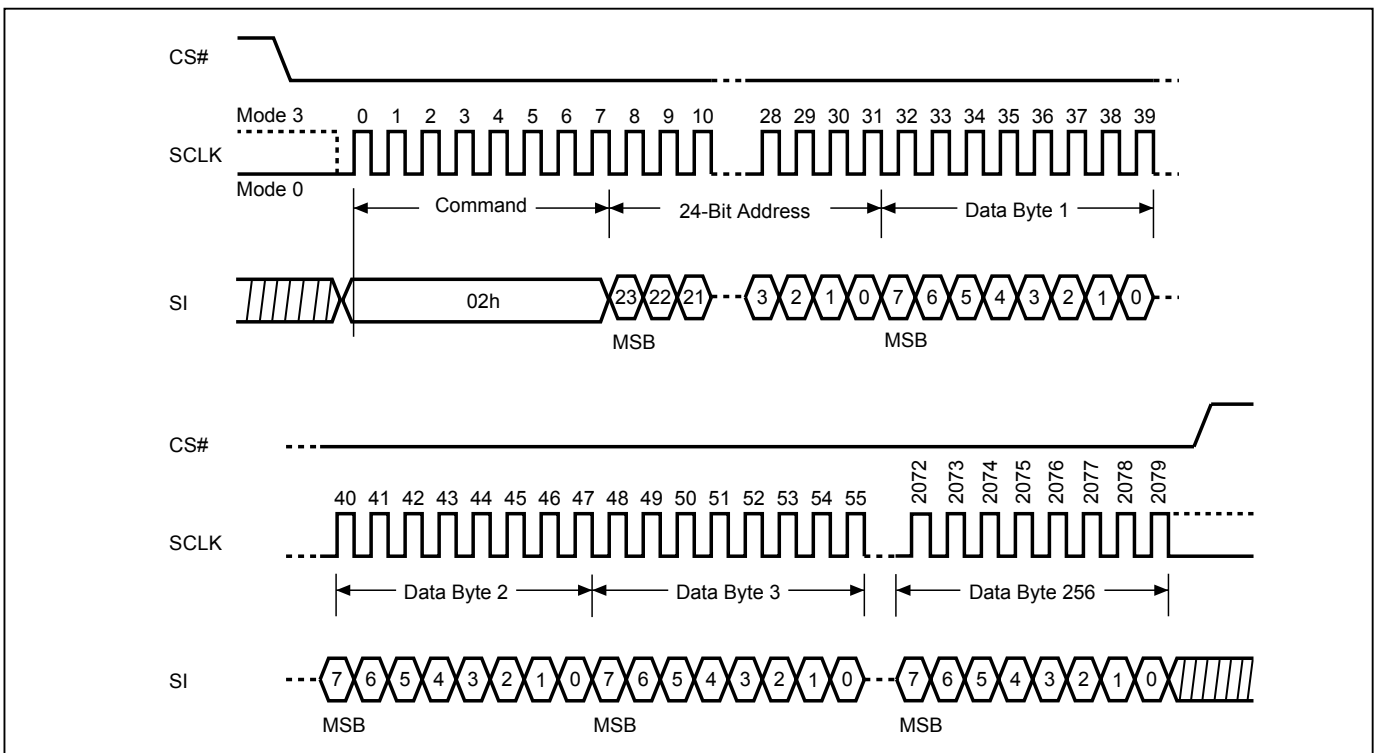 CS#
Mode 3
0 1 2 3 4 5 6 7 8 9 10 28 29 30 31 32 33 34 35 36 37 38 39
SCLK
Mode 0
Command 24-Bit Address Data Byte 1
SI 02h 23 22 21 3 2 1 0 7 6 5 4 3 2 1 0
MSB MSB
CS#
40 41 42 43 44 45 46 47 48 49 50 51 52 53 54 55 2072 2073 2074 2075 2076 2077 2078 2079
SCLK
Data Byte 2 Data Byte 3 Data Byte 256
SI 7 6 5 4 3 2 1 0 7 6 5 4 3 2 1 0 7 6 5 4 3 2 1 0
MSB MSB MSB